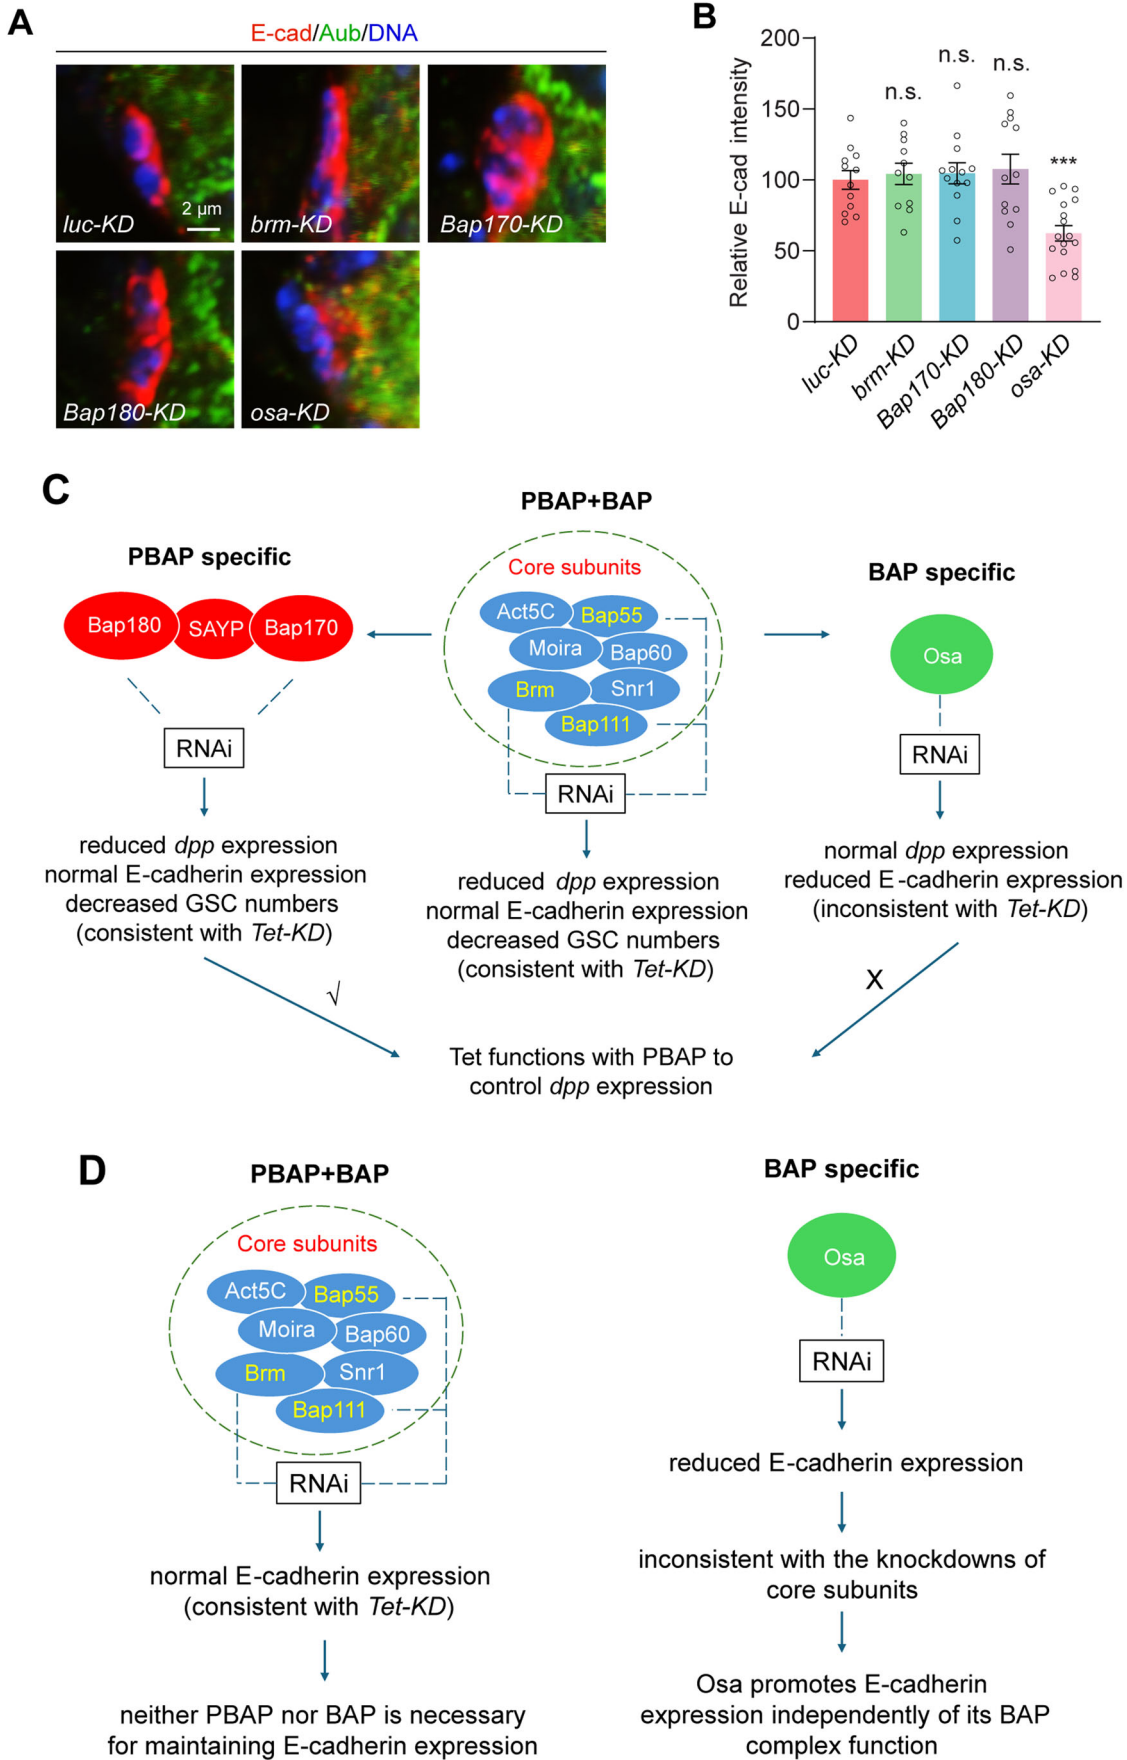 A
E-cad/Aub/DNA
luc-KD
2 µm
brm-KD
Bap170-KD
Bap180-KD
osa-KD
B
Relative E-cad intensity
200
150
100
50
0
n.s.
n.s.
n.s.
***
luc-KD
brm-KD
Bap170-KD
Bap180-KD
osa-KD
C
PBAP specific
Bap180
SAYP
Bap170
RNAi
reduced dpp expression
normal E-cadherin expression
decreased GSC numbers
(consistent with Tet-KD)
PBAP+BAP
Core subunits
Act5C
Bap55
Moira
Bap60
Brm
Snr1
Bap111
RNAi
reduced dpp expression
normal E-cadherin expression
decreased GSC numbers
(consistent with Tet-KD)
BAP specific
Osa
RNAi
normal dpp expression
reduced E-cadherin expression
(inconsistent with Tet-KD)
√
X
Tet functions with PBAP to
control dpp expression
D
PBAP+BAP
Core subunits
Act5C
Bap55
Moira
Bap60
Brm
Snr1
Bap111
RNAi
normal E-cadherin expression
(consistent with Tet-KD)
neither PBAP nor BAP is necessary
for maintaining E-cadherin expression
BAP specific
Osa
RNAi
reduced E-cadherin expression
inconsistent with the knockdowns of
core subunits
Osa promotes E-cadherin
expression independently of its BAP
complex function